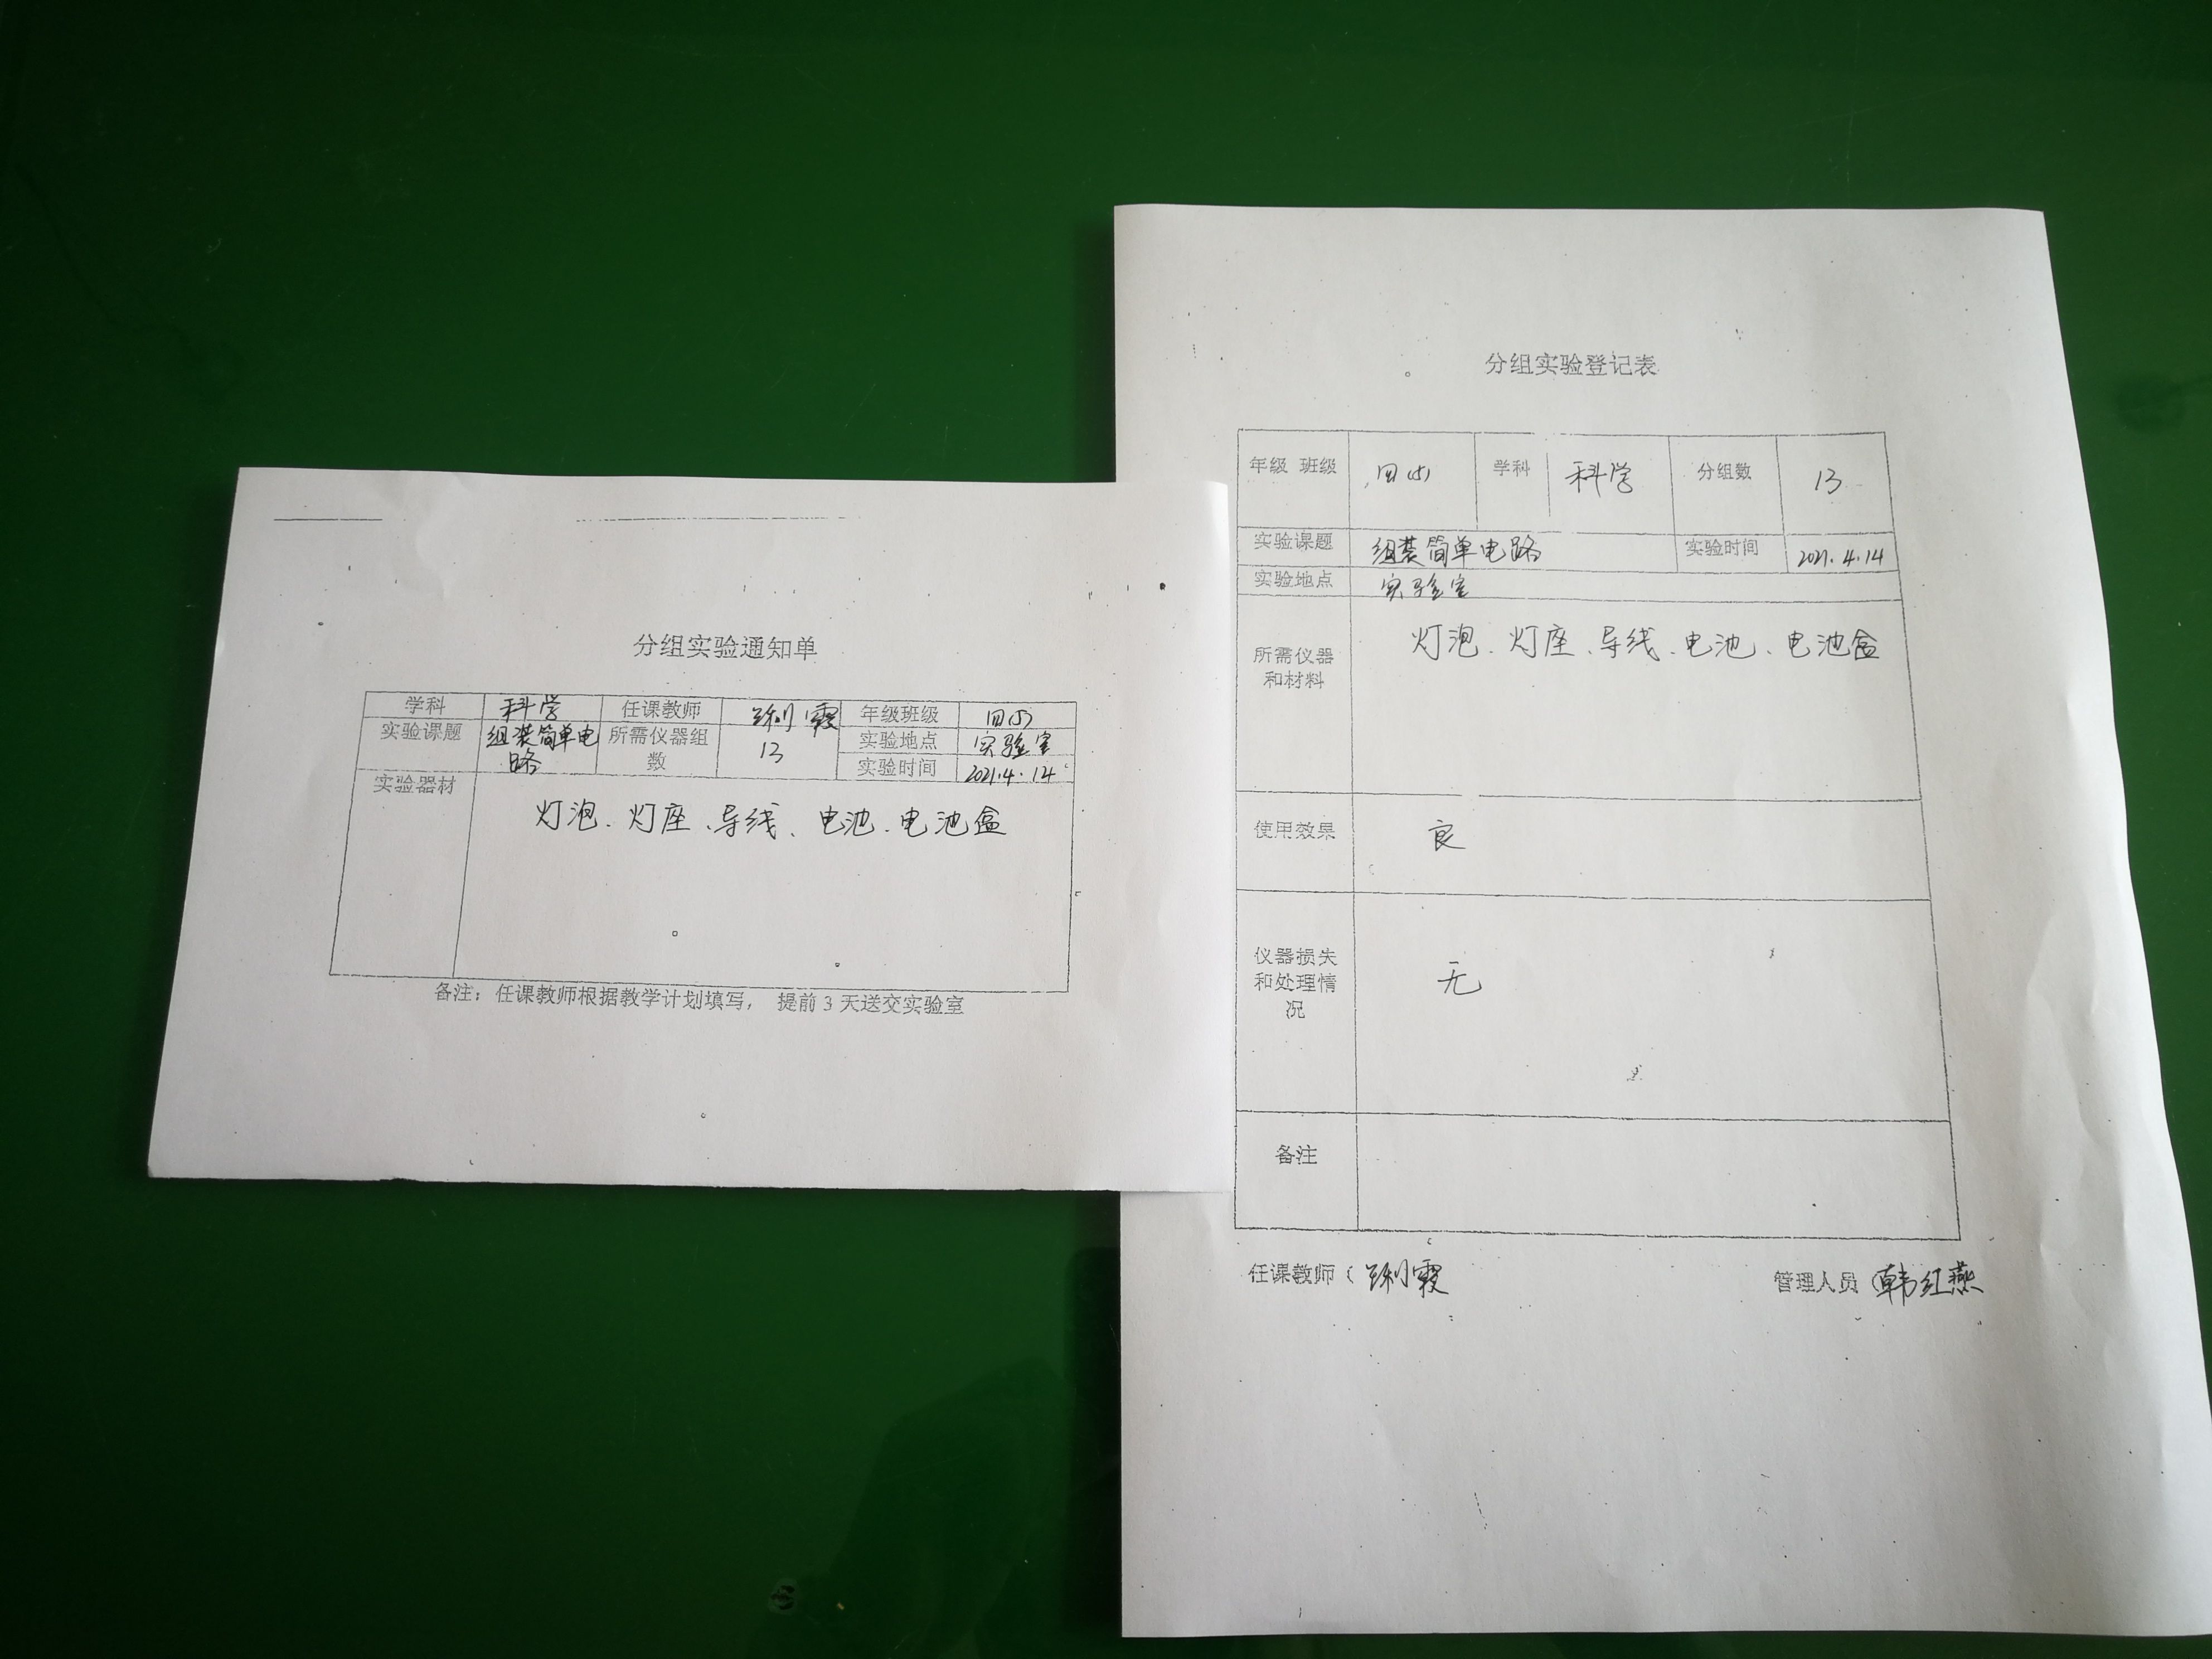 分组实验通知单
学科 科学 任课教师 年级班级 四(5)
实验课题 组装简单电路 所需仪器组数 13 实验地点 实验室
实验时间 2021.4.14
实验器材 灯泡、灯座、导线、电池、电池盒
备注：任课教师根据教学计划填写， 提前3天送交实验室
分组实验登记表
年级 班级 四(5) 学科 科学 分组数 13
实验课题 组装简单电路 实验时间 2021.4.14
实验地点 实验室
所需仪器和材料 灯泡、灯座、导线、电池、电池盒
使用效果 良
仪器损失和处理情况 无
备注
任课教师（ 管理人员（韩红燕